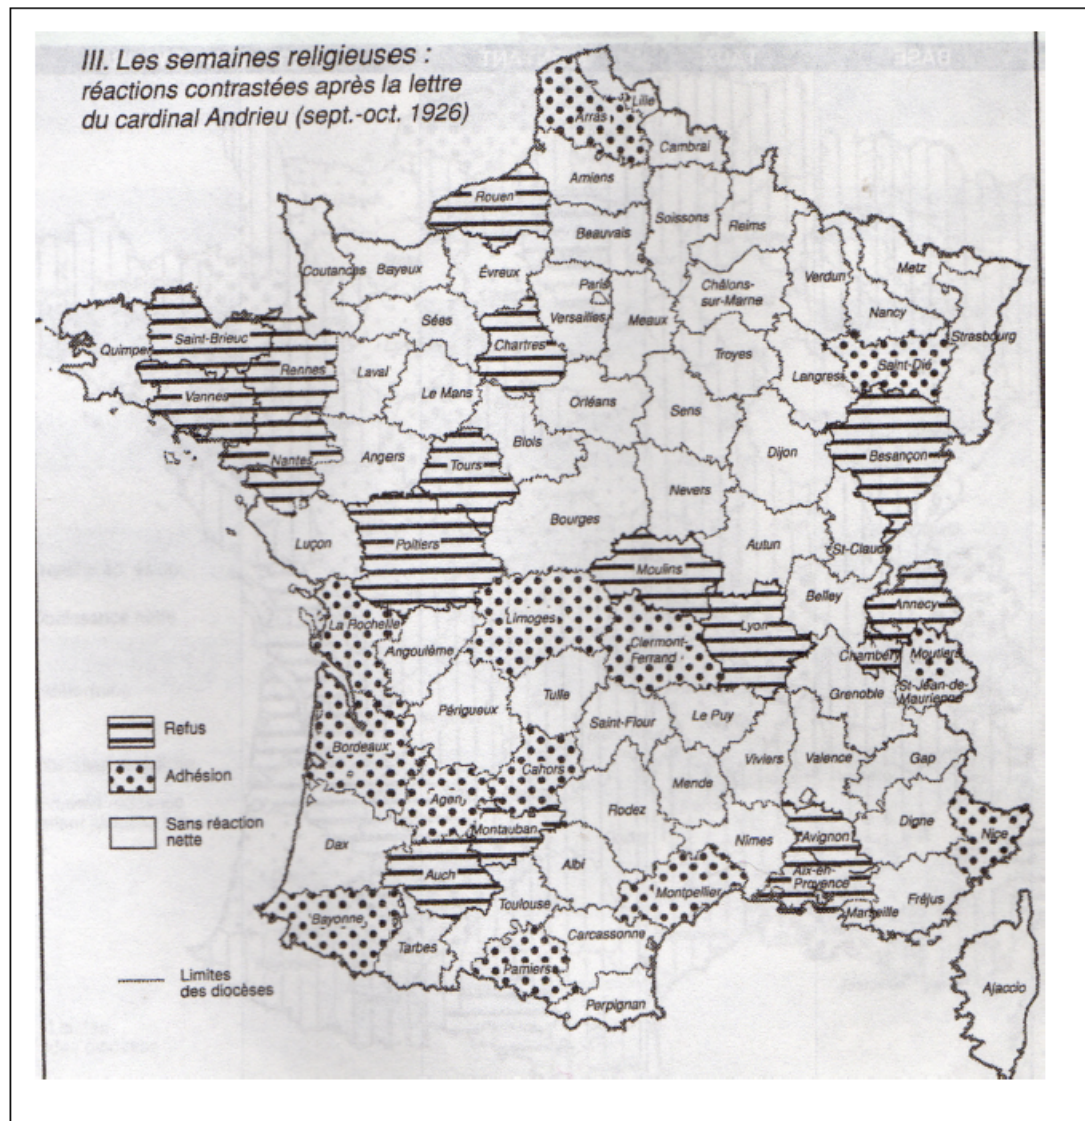 III. Les semaines religieuses :
réactions contrastées après la lettre
du cardinal Andrieu (sept.-oct. 1926)
Lille
Arras
Cambrai
Amiens
Rouen
Soissons
Reims
Beauvais
Coutances
Bayeux
Évreux
Paris
Verdun
Metz
Châlons-
sur-Marne
Nancy
Versailles
Meaux
Sées
Strasbourg
Saint-Brieuc
Quimper
Chartres
Troyes
Saint-Dié
Rennes
Laval
Langres
Le Mans
Vannes
Orléans
Sens
Blois
Angers
Dijon
Besançon
Nantes
Tours
Nevers
Bourges
Luçon
Poitiers
Autun
St-Claude
Moulins
Belley
Annecy
La Rochelle
Limoges
Lyon
Clermont-
Ferrand
Angoulême
Chambéry
Moutiers
St-Jean-de-
Maurienne
Grenoble
Tulle
Périgueux
Saint-Flour
Le Puy
Refus
Bordeaux
Cahors
Viviers
Valence
Gap
Adhésion
Mende
Agen
Rodez
Sans réaction
nette
Montauban
Nîmes
Avignon
Digne
Nice
Dax
Albi
Auch
Aix-en-
Provence
Montpellier
Toulouse
Marseille
Fréjus
Bayonne
Carcassonne
Tarbes
Pamiers
Limites
des diocèses
Perpignan
Ajaccio